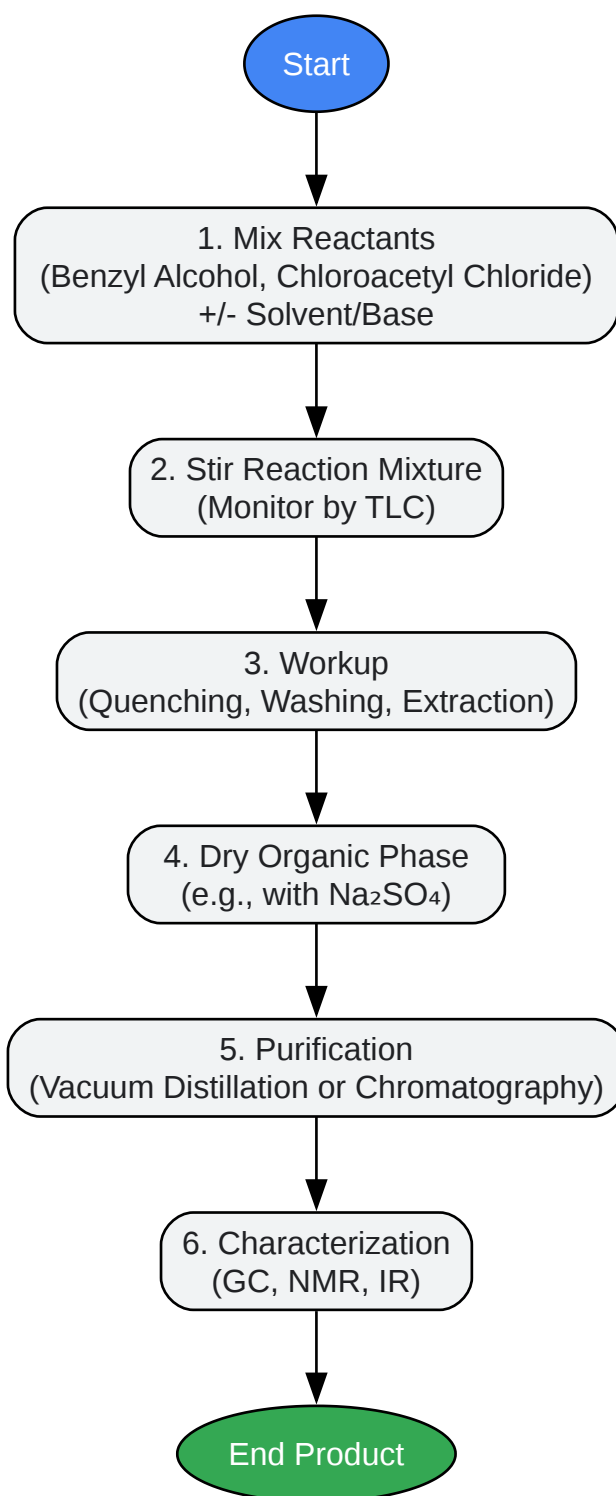 Start
1. Mix Reactants
(Benzyl Alcohol, Chloroacetyl Chloride)
+/- Solvent/Base
2. Stir Reaction Mixture
(Monitor by TLC)
3. Workup
(Quenching, Washing, Extraction)
4. Dry Organic Phase
(e.g., with Na₂SO₄)
5. Purification
(Vacuum Distillation or Chromatography)
6. Characterization
(GC, NMR, IR)
End Product